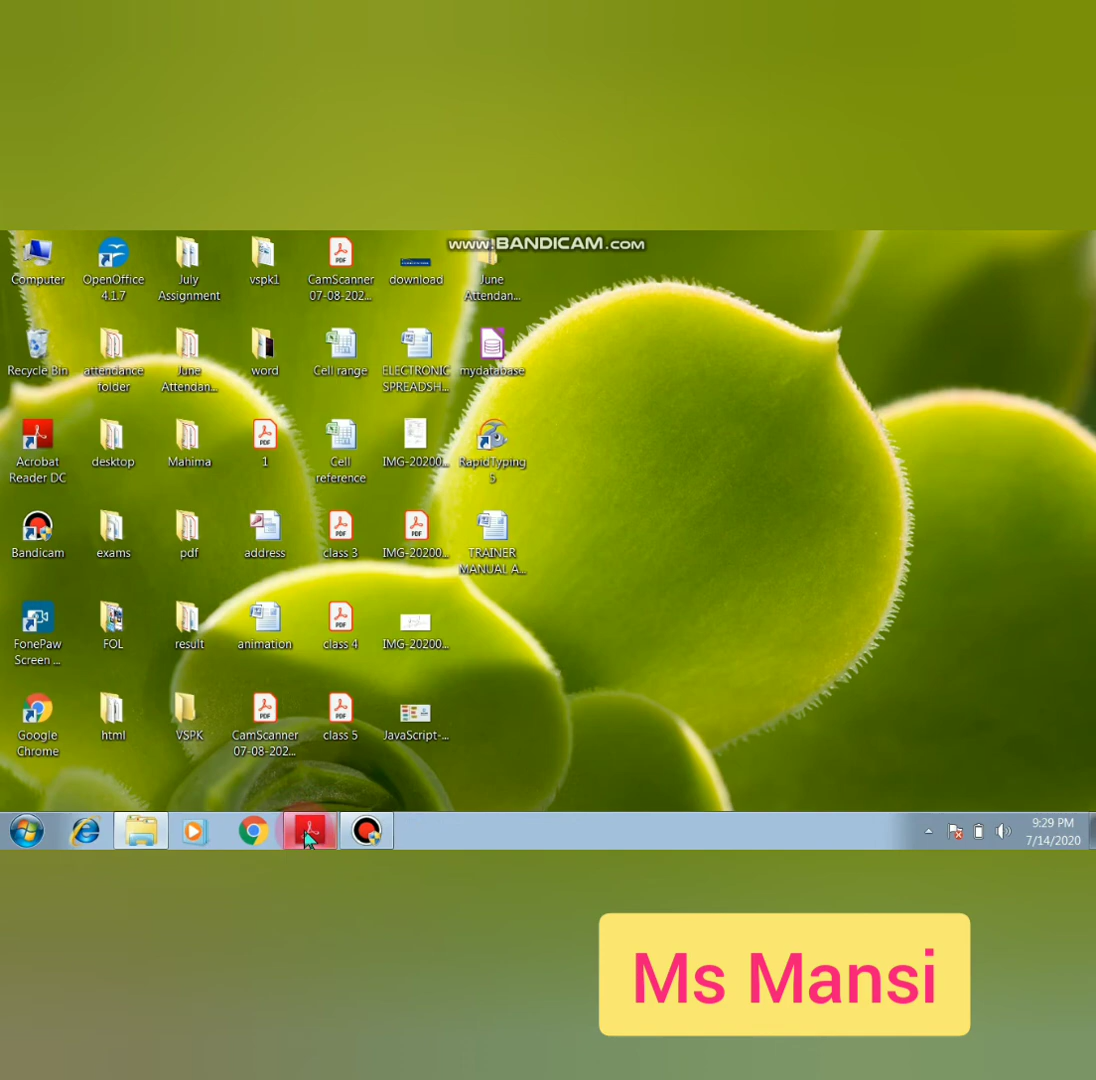 WWW.BANDICAM.COM
Computer
OpenOffice
4.1.7
July
Assignment
vspk1
CamScanner
07-08-202...
download
June
Attendan...
Recycle Bin
attendance
folder
June
Attendan...
word
Cell range
ELECTRONIC
SPREADSH...
mydatabase
Acrobat
Reader DC
desktop
Mahima
1
Cell
reference
IMG-20200...
RapidTyping
5
Bandicam
exams
pdf
address
class 3
IMG-20200...
TRAINER
MANUAL A...
FonePaw
Screen ...
FOL
result
animation
class 4
IMG-20200...
Google
Chrome
html
VSPK
CamScanner
07-08-202...
class 5
JavaScript-...
9:29 PM
7/14/2020
Ms Mansi